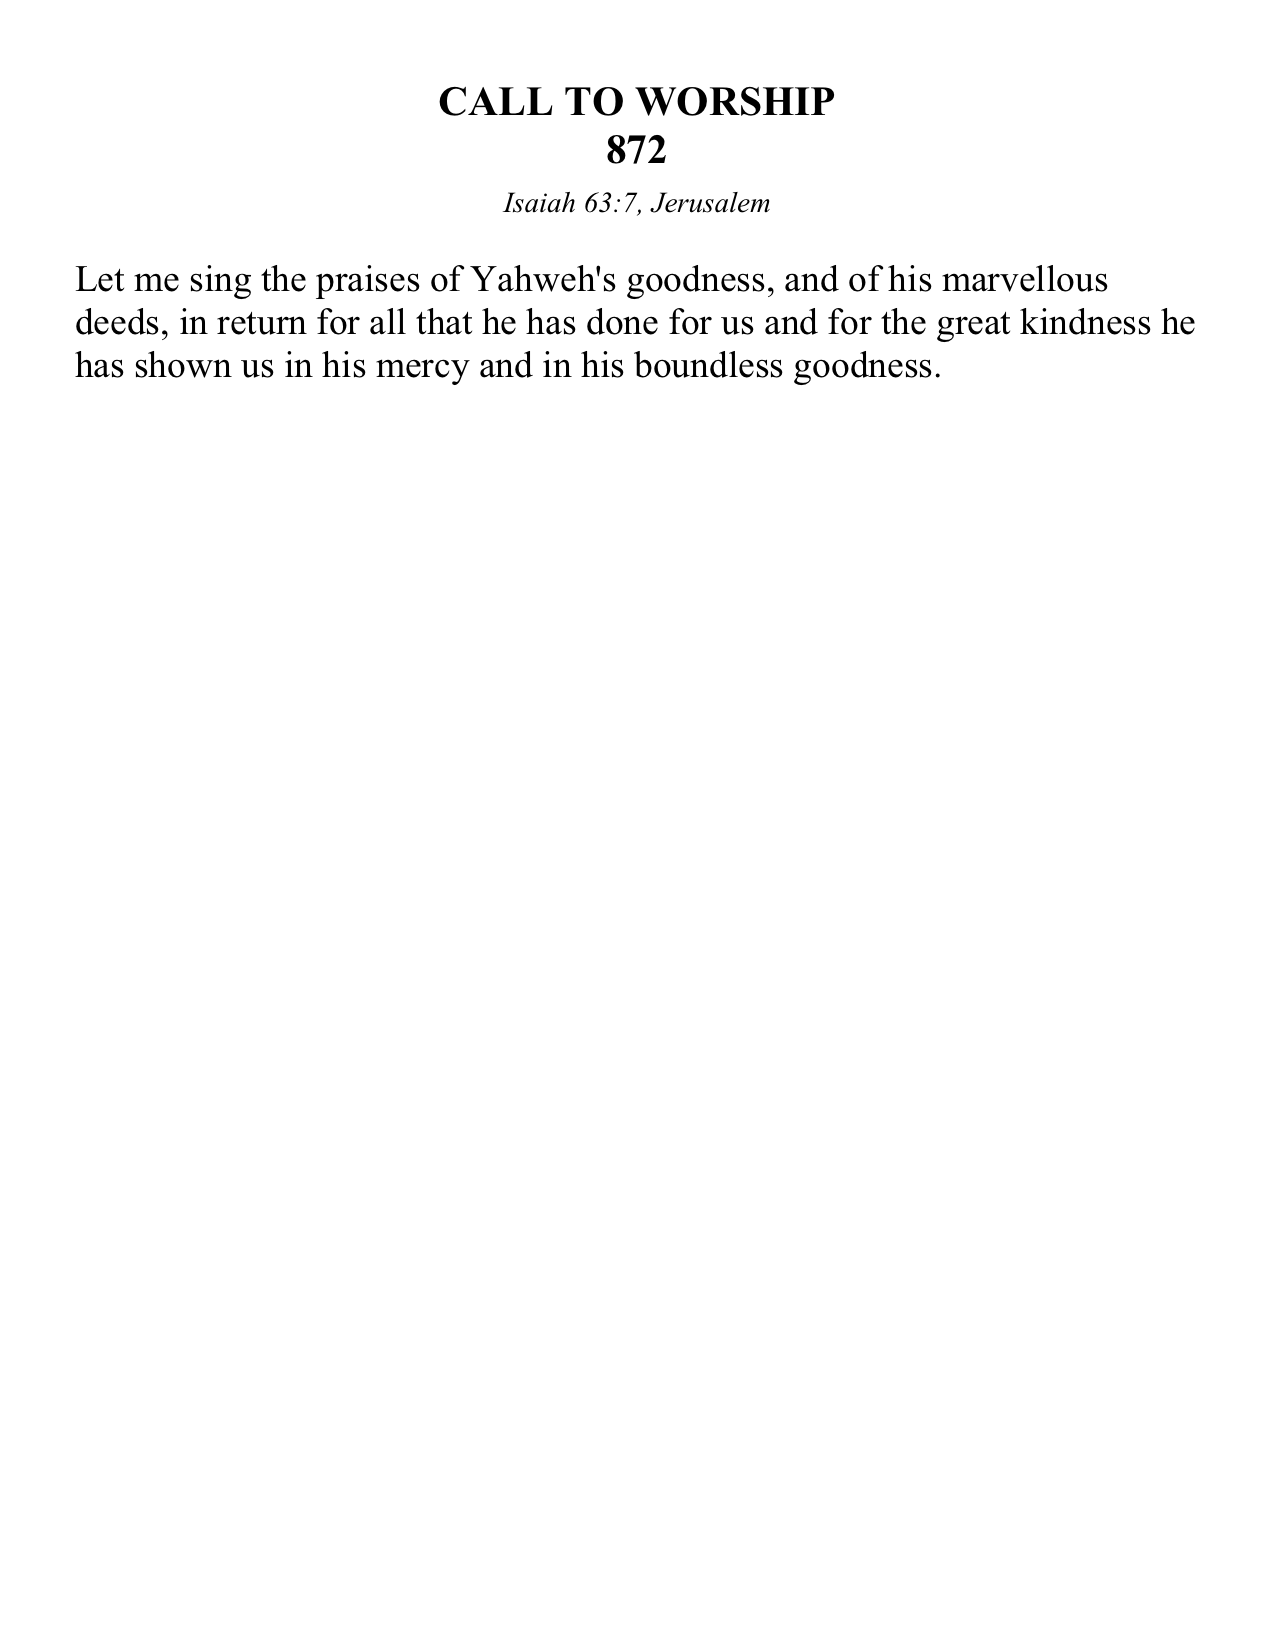 CALL TO WORSHIP
872
Isaiah 63:7, Jerusalem
Let me sing the praises of Yahweh's goodness, and of his marvellous
deeds, in return for all that he has done for us and for the great kindness he
has shown us in his mercy and in his boundless goodness.